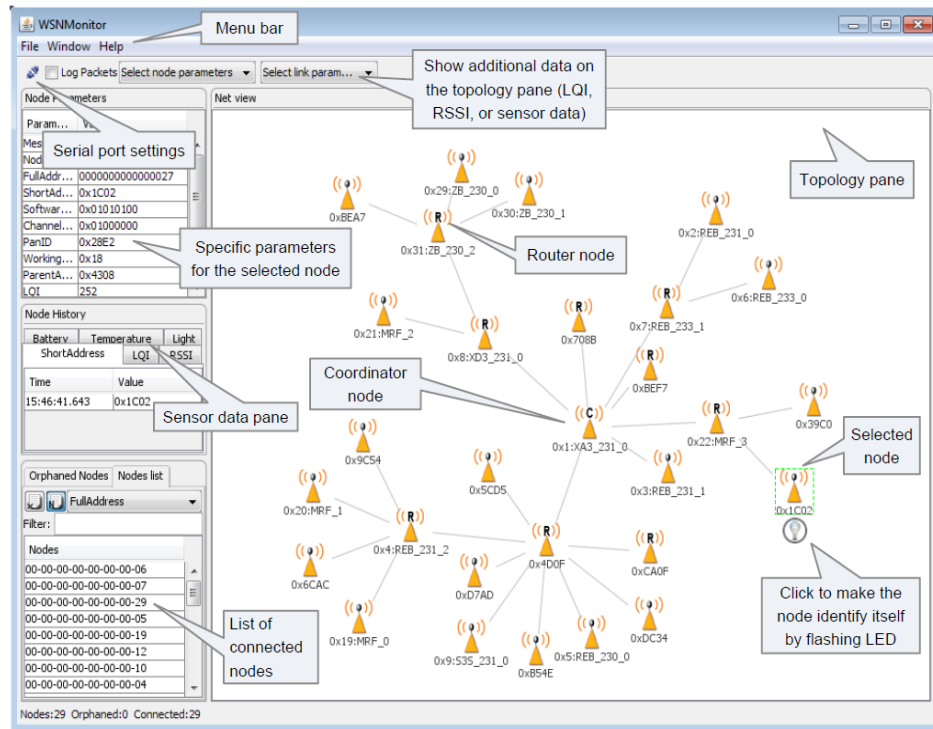 WSNMonitor
Menu bar
File Window Help
Log Packets
Select node parameters
Select link param...
Show additional data on
the topology pane (LQI,
RSSI, or sensor data)
Net view
Param...
Serial port settings
FullAddr... 0000000000000027
ShortAd... 0x1C02
Softwar... 0x01010100
Channel... 0x01000000
PanID 0x28E2
Working... 0x18
ParentA... 0x4308
LQI 252
Specific parameters
for the selected node
Node History
Battery Temperature Light
ShortAddress LQI RSSI
Time Value
15:46:41.643 0x1C02
Sensor data pane
Orphaned Nodes Nodes list
FullAddress
Filter:
Nodes
00-00-00-00-00-00-00-06
00-00-00-00-00-00-00-07
00-00-00-00-00-00-00-29
00-00-00-00-00-00-00-05
00-00-00-00-00-00-00-19
00-00-00-00-00-00-00-12
00-00-00-00-00-00-00-10
00-00-00-00-00-00-00-04
List of
connected
nodes
Topology pane
0x29:ZB_230_0
0xBEA7
0x30:ZB_230_1
R
0x31:ZB_230_2
Router node
0x2:REB_231_0
0x6:REB_233_0
R
0x7:REB_233_1
0x21:MRF_2
R
0x8:XD3_231_0
R
0x708B
R
0xBEF7
Coordinator
node
C
0x1:XA3_231_0
R
0x22:MRF_3
0x39C0
Selected
node
0x1C02
0x3:REB_231_1
0x9C54
0x5CD5
0x20:MRF_1
R
0x4:REB_231_2
R
0x4D0F
R
0xCA0F
0x6CAC
0xD7AD
0x19:MRF_0
0x9:S3S_231_0
0xB54E
0x5:REB_230_0
0xDC34
Click to make the
node identify itself
by flashing LED
Nodes:29 Orphaned:0 Connected:29